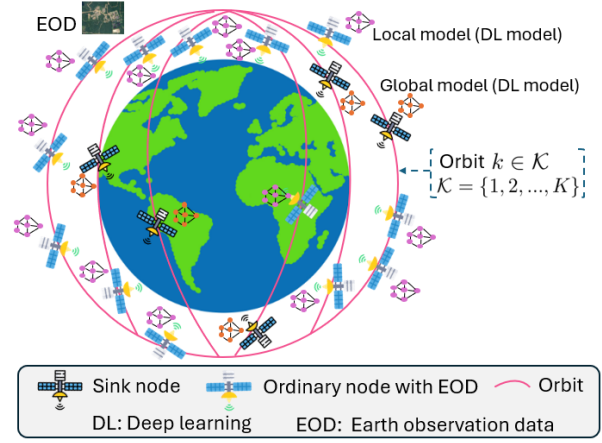 EOD
Local model (DL model)
Global model (DL model)
Orbit k ∈ 𝒦
𝒦 = {1, 2, ..., K}
Sink node
Ordinary node with EOD
Orbit
DL: Deep learning
EOD: Earth observation data